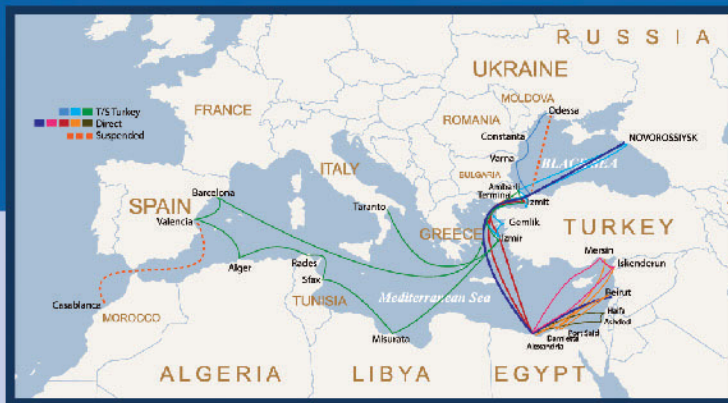 RUSSIA
UKRAINE
MOLDOVA
Odessa
T/S Turkey
Direct
Suspended
FRANCE
ROMANIA
Constanta
NOVOROSSIYSK
Varna
BLACK SEA
ITALY
BULGARIA
Ambarli
Terminal
Izmit
Barcelona
SPAIN
Taranto
Valencia
Gemlik
TURKEY
GREECE
Izmir
Mersin
Iskenderun
Alger
Rades
Sfax
Beirut
Mediterranean Sea
Casablanca
TUNISIA
MOROCCO
Haifa
Ashdod
Misurata
Port Said
Damietta
Alexandria
ALGERIA
LIBYA
EGYPT